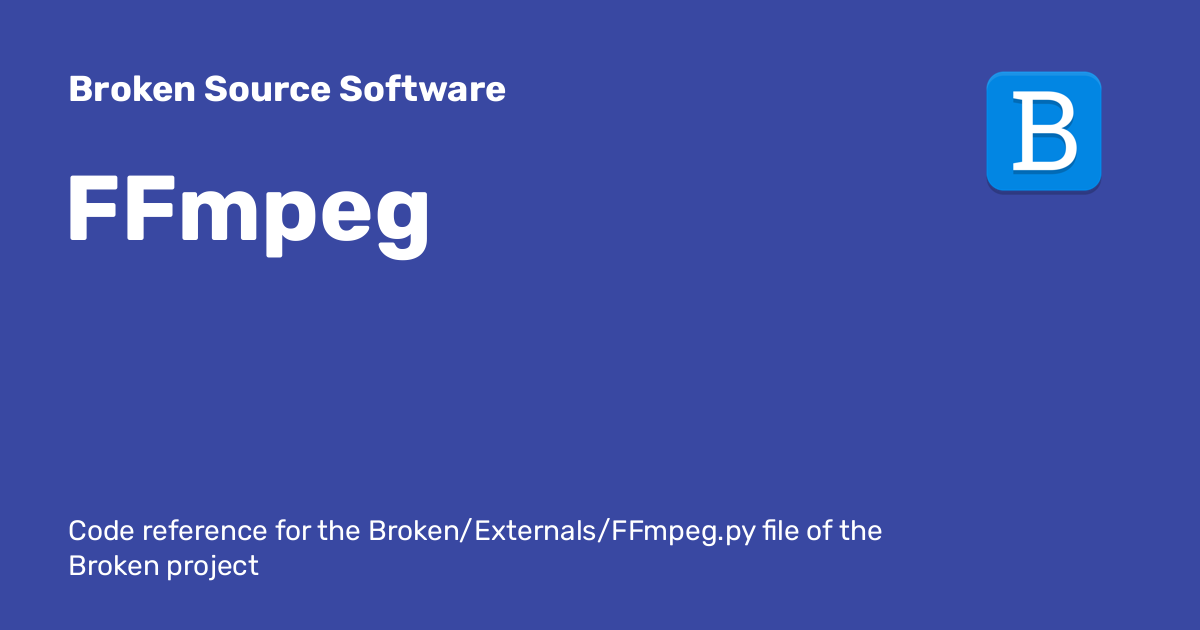 Broken Source Software
B
FFmpeg
Code reference for the Broken/Externals/FFmpeg.py file of the
Broken project